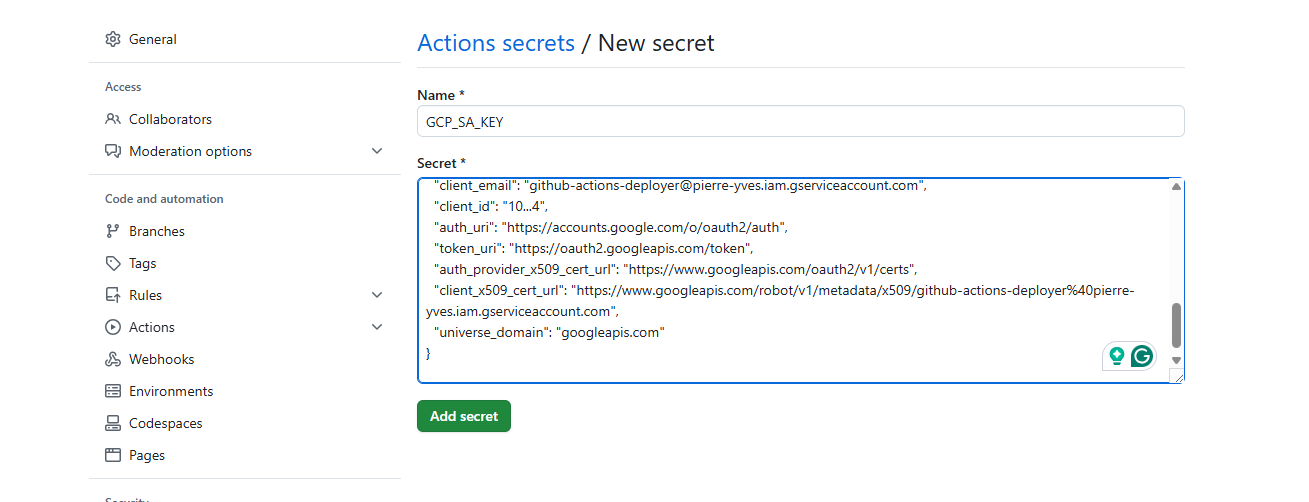 General
Access
Collaborators
Moderation options
Code and automation
Branches
Tags
Rules
Actions
Webhooks
Environments
Codespaces
Pages
Security
Actions secrets / New secret
Name *
GCP_SA_KEY
Secret *
"client_email": "github-actions-deployer@pierre-yves.iam.gserviceaccount.com",
"client_id": "10...4",
"auth_uri": "https://accounts.google.com/o/oauth2/auth",
"token_uri": "https://oauth2.googleapis.com/token",
"auth_provider_x509_cert_url": "https://www.googleapis.com/oauth2/v1/certs",
"client_x509_cert_url": "https://www.googleapis.com/robot/v1/metadata/x509/github-actions-deployer%40pierre-
yves.iam.gserviceaccount.com",
"universe_domain": "googleapis.com"
}
Add secret